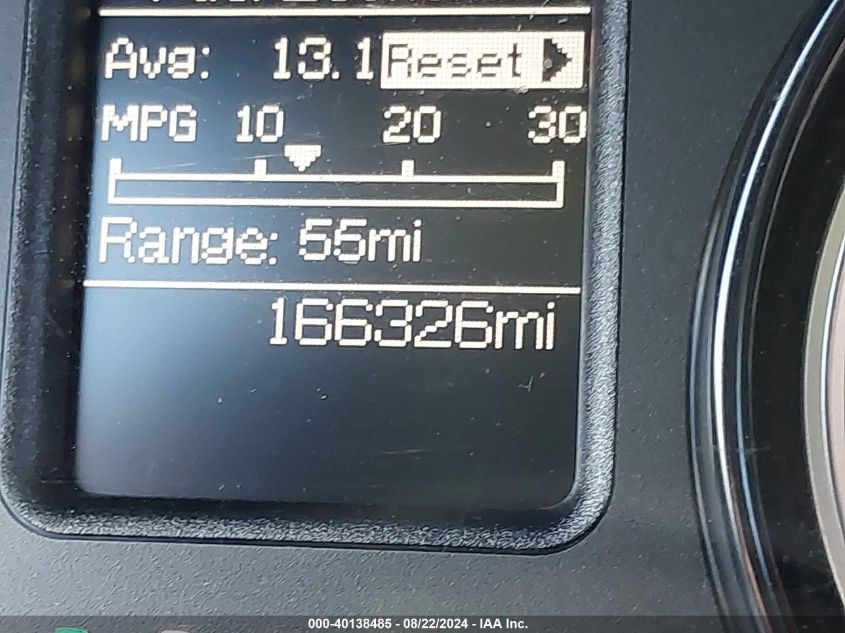 Avg: 13.1 Reset
MPG 10 20 30
Range: 55mi
166326mi
000-40138485 - 08/22/2024 - IAA Inc.